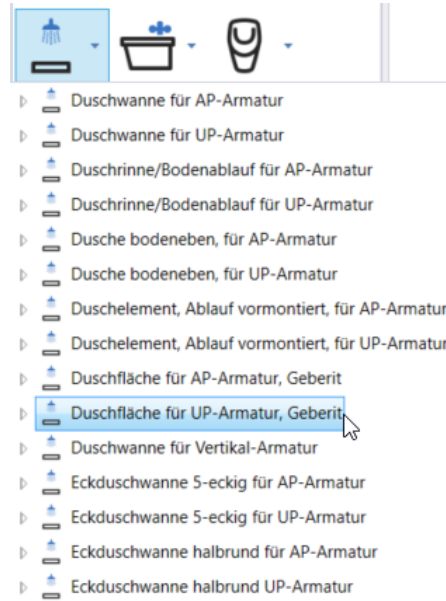 Duschwanne für AP-Armatur
Duschwanne für UP-Armatur
Duschrinne/Bodenablauf für AP-Armatur
Duschrinne/Bodenablauf für UP-Armatur
Dusche bodeneben, für AP-Armatur
Dusche bodeneben, für UP-Armatur
Duschelement, Ablauf vormontiert, für AP-Armatur
Duschelement, Ablauf vormontiert, für UP-Armatur
Duschfläche für AP-Armatur, Geberit
Duschfläche für UP-Armatur, Geberit
Duschwanne für Vertikal-Armatur
Eckduschwanne 5-eckig für AP-Armatur
Eckduschwanne 5-eckig für UP-Armatur
Eckduschwanne halbrund für AP-Armatur
Eckduschwanne halbrund UP-Armatur